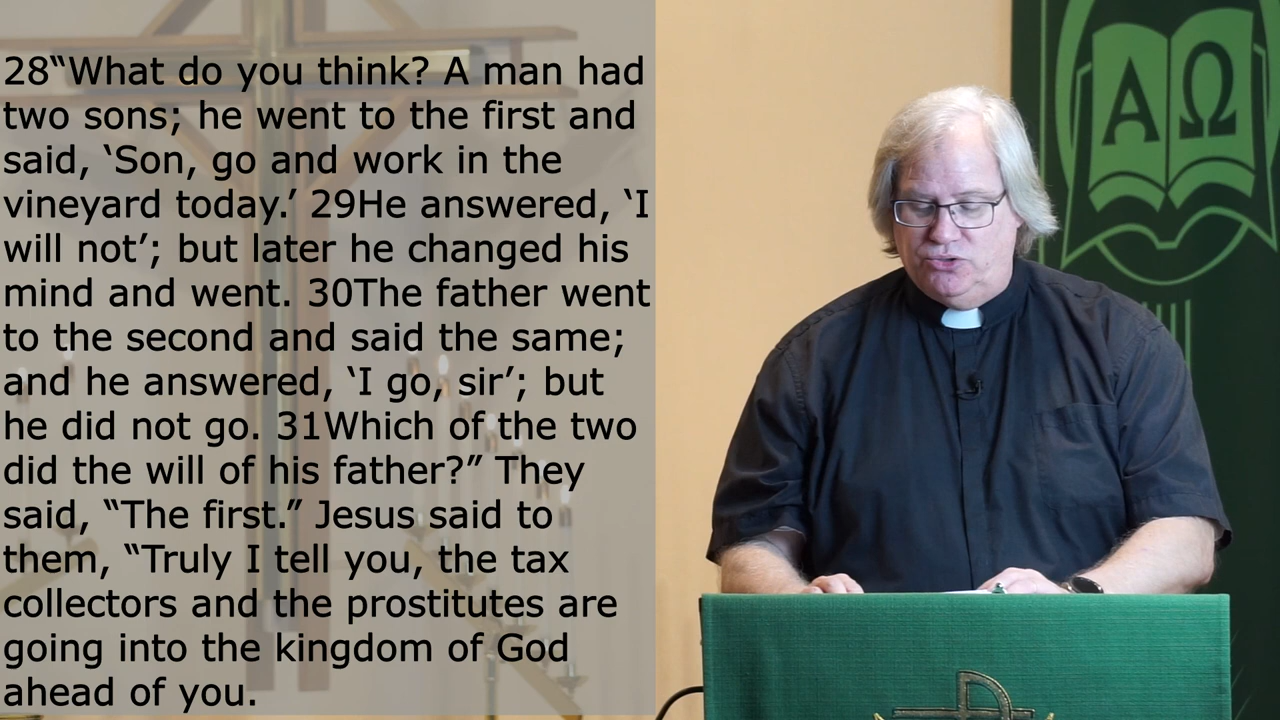 28“What do you think? A man had
two sons; he went to the first and
said, ‘Son, go and work in the
vineyard today.’ 29He answered, ‘I
will not’; but later he changed his
mind and went. 30The father went
to the second and said the same;
and he answered, ‘I go, sir’; but
he did not go. 31Which of the two
did the will of his father?” They
said, “The first.” Jesus said to
them, “Truly I tell you, the tax
collectors and the prostitutes are
going into the kingdom of God
ahead of you.
Α Ω